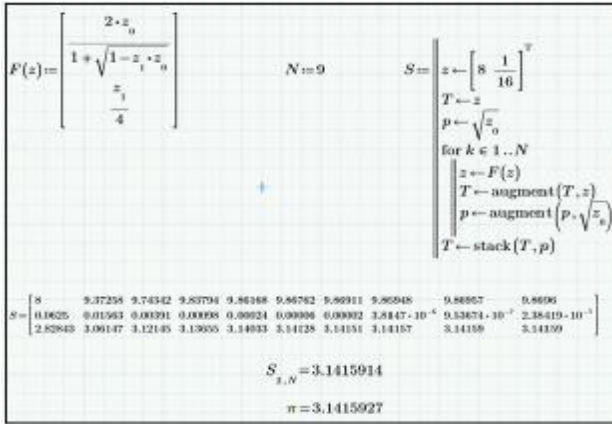 F(z):=[2·z₀/(1+√(1−z₁·z₀)) z₁/4]
N:=9
S:=
z←[8 1/16]ᵀ
T←z
p←√z₀
for k∈1..N
z←F(z)
T←augment(T,z)
p←augment(p,√z₀)
T←stack(T,p)
S=
8 9.37258 9.74342 9.83794 9.86168 9.86762 9.86911 9.86948 9.86957 9.8696
0.0625 0.01563 0.00391 0.00098 0.00024 0.00006 0.00002 3.8147·10⁻⁶ 9.53674·10⁻⁷ 2.38419·10⁻⁷
2.82843 3.06147 3.12145 3.13655 3.14033 3.14128 3.14151 3.14157 3.14159 3.14159
S₂,N=3.1415914
π=3.1415927